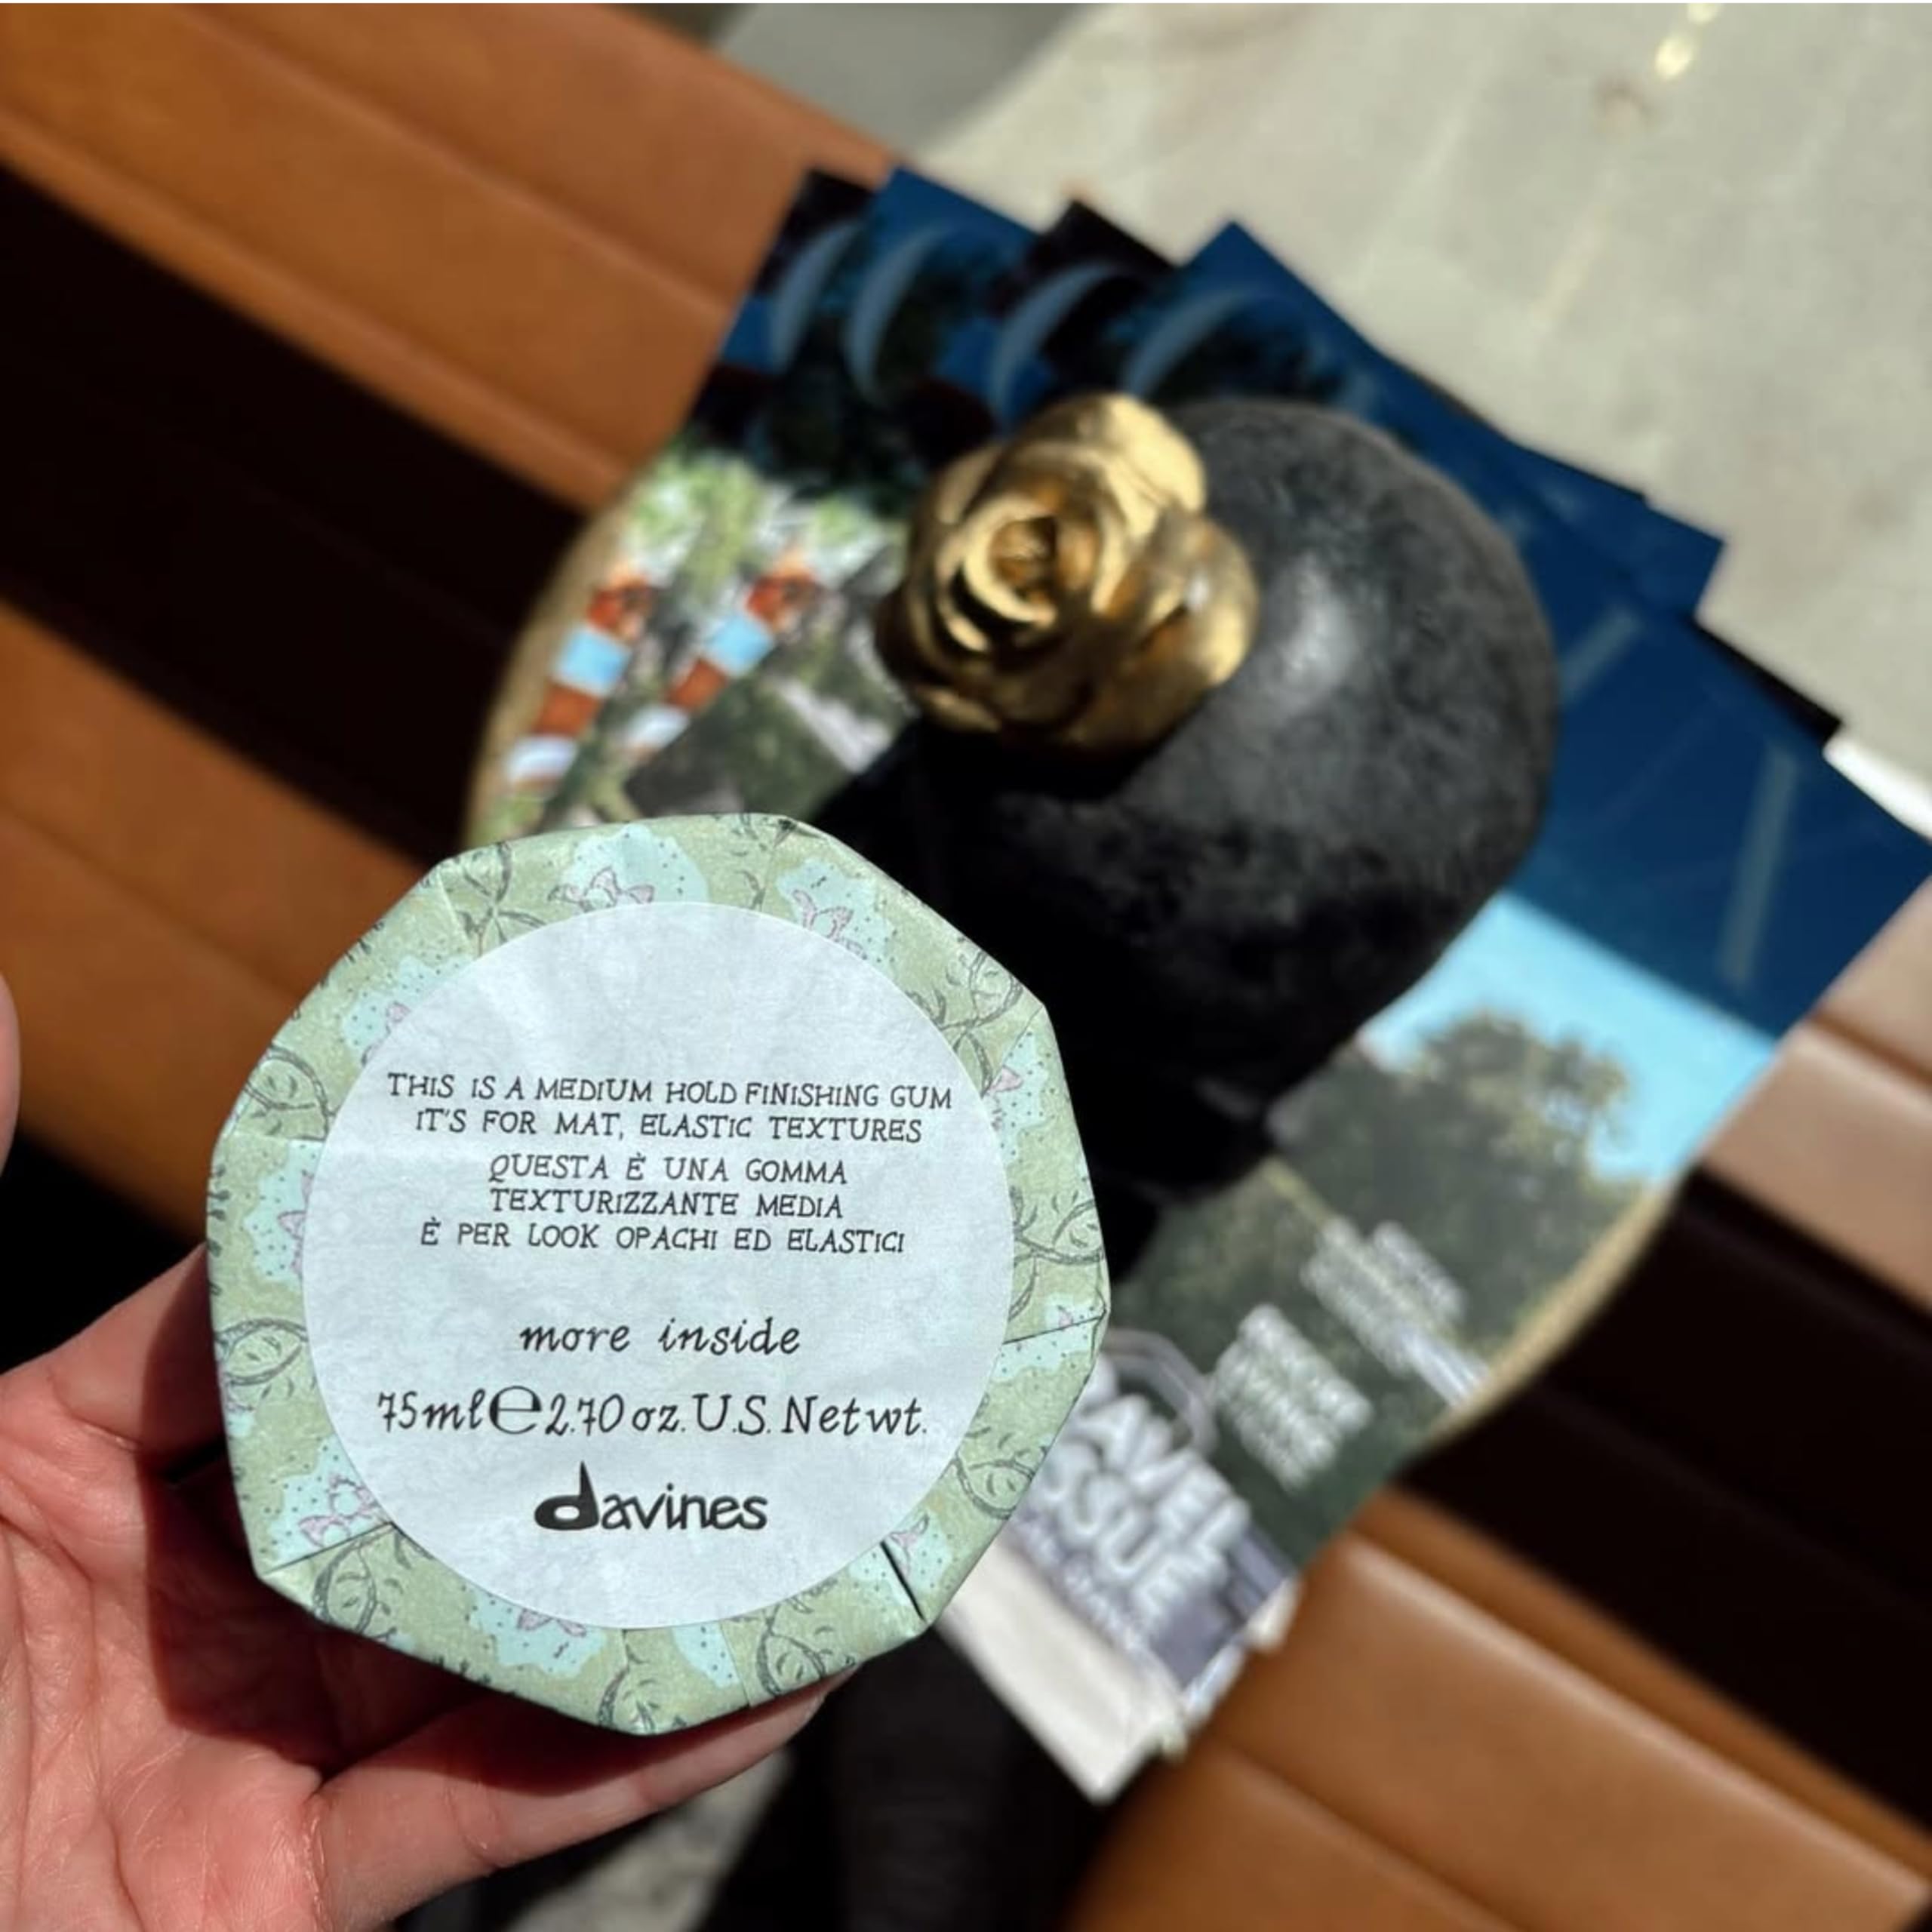 THIS IS A MEDIUM HOLD FINISHING GUM
IT'S FOR MAT, ELASTIC TEXTURES
QUESTA È UNA GOMMA
TEXTURIZZANTE MEDIA
È PER LOOK OPACHI ED ELASTICI
more inside
75ml e 2.70 oz. U.S. Net wt.
davines
ISSUE